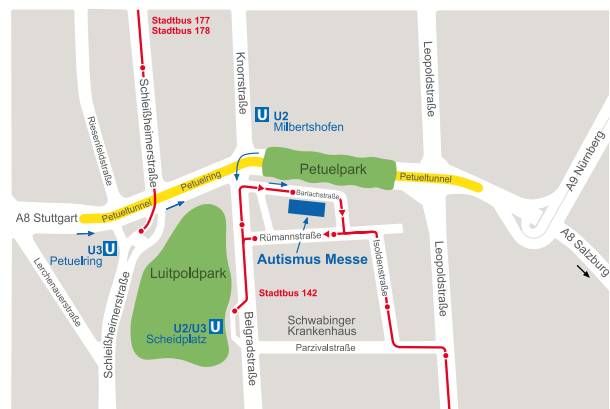 Stadtbus 177
Stadtbus 178
Knorrstraße
Leopoldstraße
Schleißheimerstraße
Riesenfeldstraße
U U2
Milbertshofen
A9 Nürnberg
Petuelpark
Petueltunnel
Petuelring
Petueltunnel
Barlachstraße
A8 Stuttgart
U3 U
Petuelring
Rümannstraße
Isoldenstraße
Autismus Messe
A8 Salzburg
Luitpoldpark
Lerchenauerstraße
Schleißheimerstraße
Stadtbus 142
Leopoldstraße
U2/U3 U
Scheidplatz
Belgradstraße
Schwabinger
Krankenhaus
Parzivalstraße